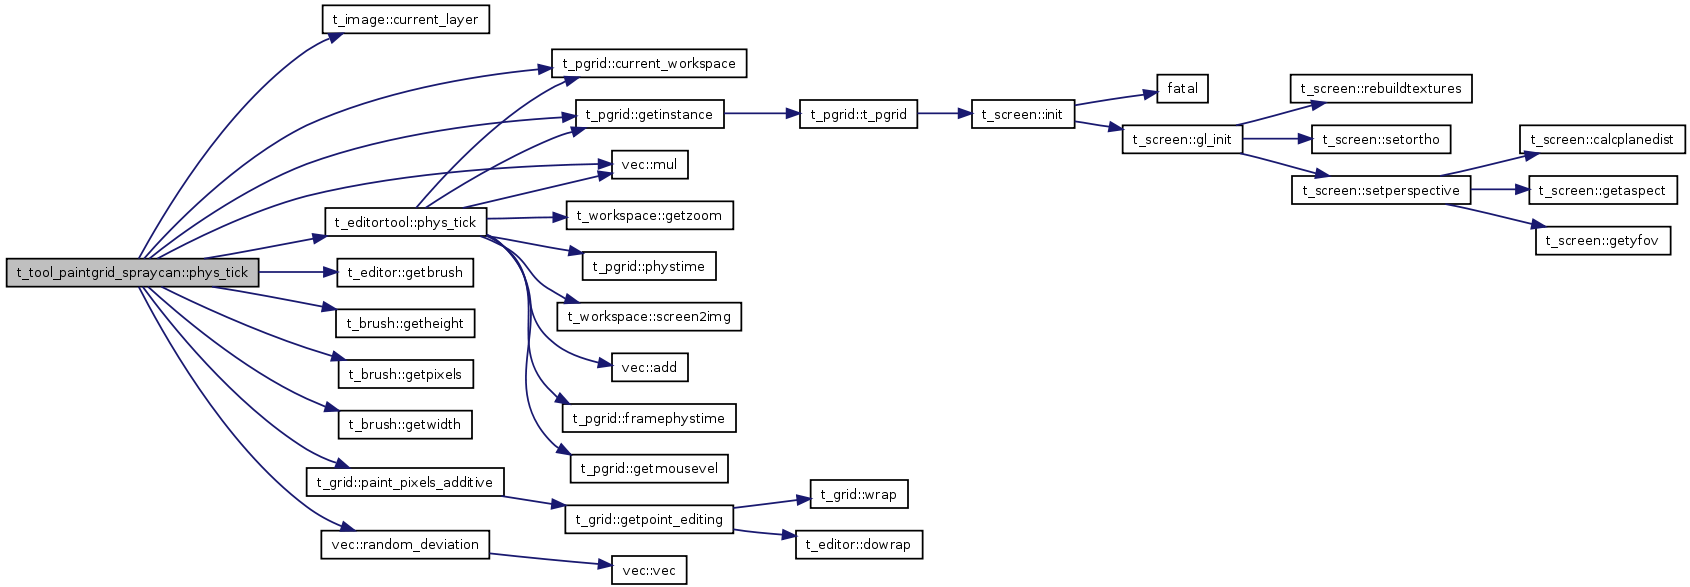 t_image::current_layer
t_pgrid::current_workspace
fatal
t_screen::rebuildtextures
t_pgrid::getinstance
t_pgrid::t_pgrid
t_screen::init
t_screen::gl_init
t_screen::setortho
t_screen::calcplanedist
vec::mul
t_screen::setperspective
t_screen::getaspect
t_editortool::phys_tick
t_workspace::getzoom
t_screen::getyfov
t_tool_paintgrid_spraycan::phys_tick
t_editor::getbrush
t_pgrid::phystime
t_brush::getheight
t_workspace::screen2img
t_brush::getpixels
vec::add
t_brush::getwidth
t_pgrid::framephystime
t_grid::paint_pixels_additive
t_pgrid::getmousevel
t_grid::getpoint_editing
t_grid::wrap
t_editor::dowrap
vec::random_deviation
vec::vec